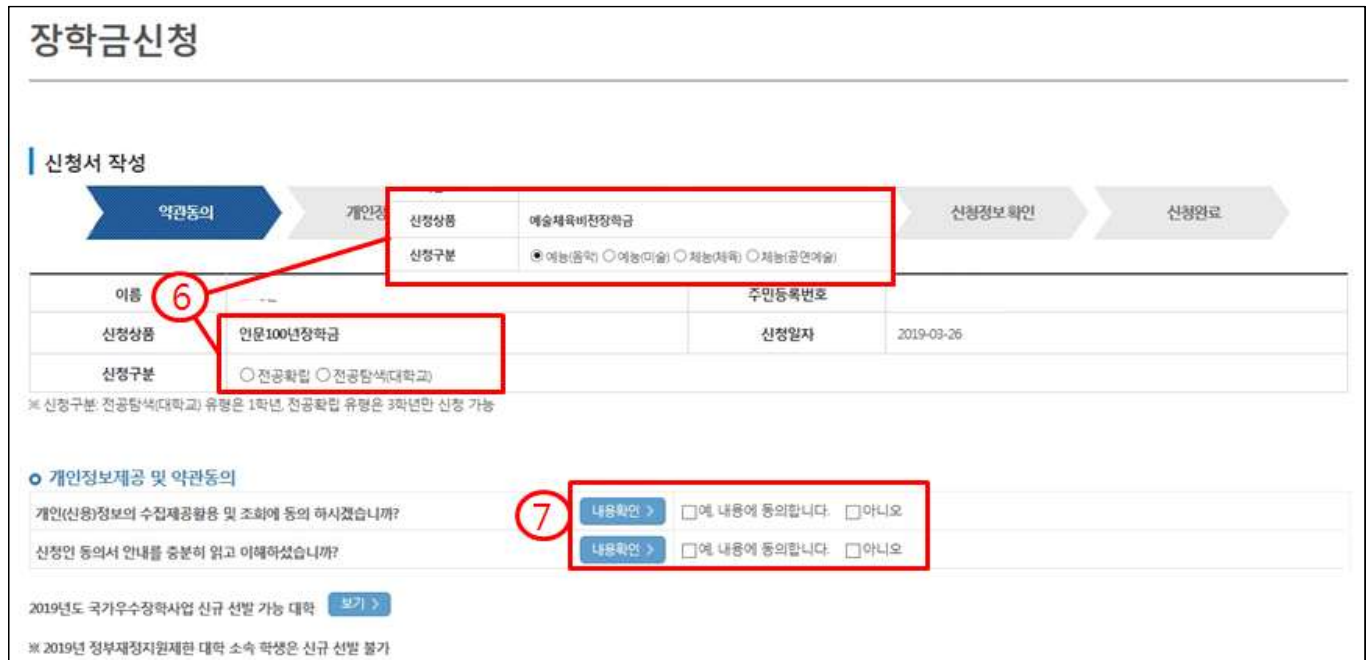 장학금신청
신청서 작성
약관동의
개인정
신청정보 확인
신청완료
신청상품 예술체육비전장학금
신청구분 예능(음악) 예능(미술) 체능(체육) 체능(공연예술)
6
이름 주민등록번호
신청상품 인문100년장학금 신청일자 2019-03-26
신청구분 전공확립 전공탐색(대학교)
※ 신청구분: 전공탐색(대학교) 유형은 1학년, 전공확립 유형은 3학년만 신청 가능
개인정보제공 및 약관동의
7
개인(신용)정보의 수집제공활용 및 조회에 동의 하시겠습니까? 내용확인 > 예, 내용에 동의합니다. 아니오
신청인 동의서 안내를 충분히 읽고 이해하셨습니까? 내용확인 > 예, 내용에 동의합니다. 아니오
2019년도 국가우수장학사업 신규 선발 가능 대학 보기 >
※ 2019년 정부재정지원제한 대학 소속 학생은 신규 선발 불가